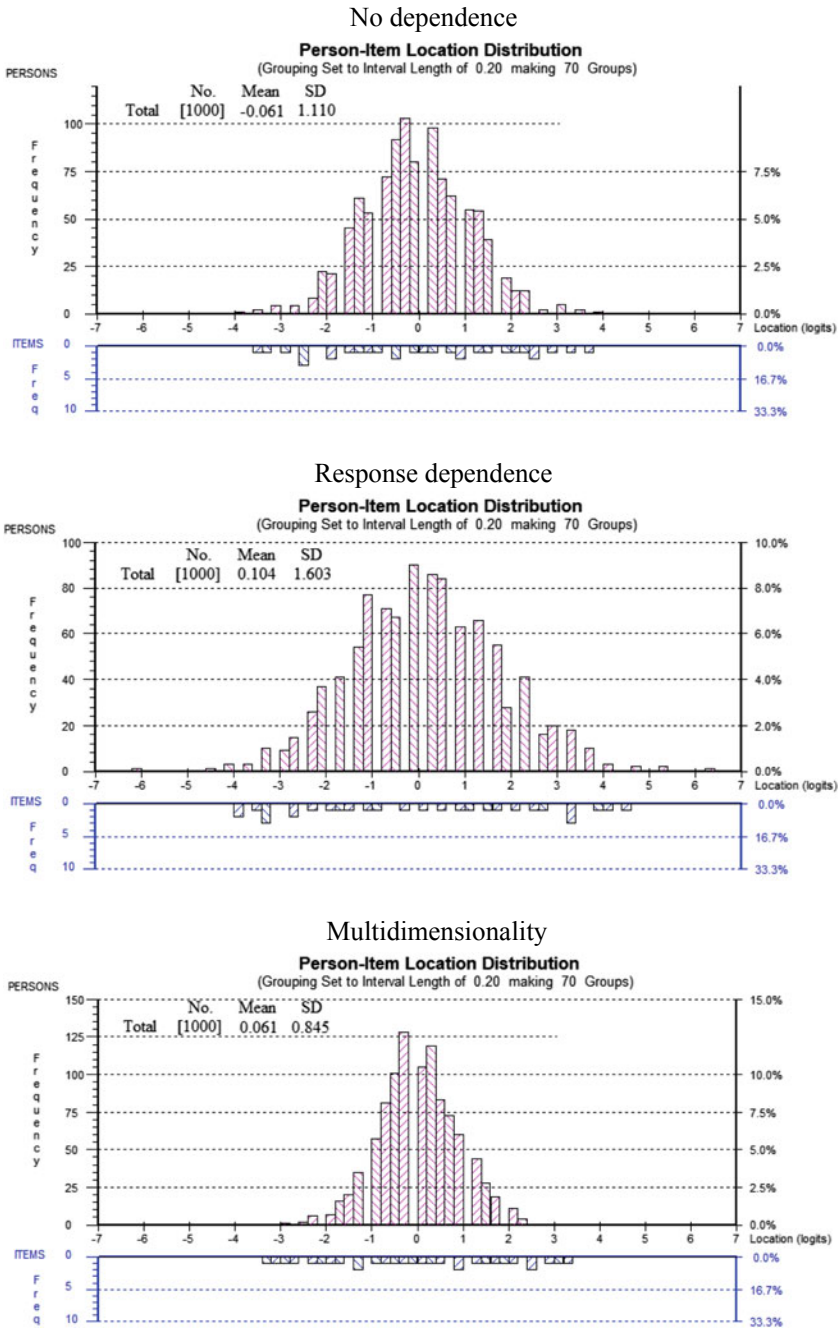 No dependence
Person-Item Location Distribution
(Grouping Set to Interval Length of 0.20 making 70 Groups)
PERSONS
No. Mean SD
Total [1000] -0.061 1.110
Frequency
100
75 7.5%
50 5.0%
25 2.5%
0 0.0%
-7 -6 -5 -4 -3 -2 -1 0 1 2 3 4 5 6 7 Location (logits)
ITEMS 0 0.0%
Freq
5 16.7%
10 33.3%
Response dependence
Person-Item Location Distribution
(Grouping Set to Interval Length of 0.20 making 70 Groups)
PERSONS
100 10.0%
No. Mean SD
Total [1000] 0.104 1.603
Frequency
80 8.0%
60 6.0%
40 4.0%
20 2.0%
0 0.0%
-7 -6 -5 -4 -3 -2 -1 0 1 2 3 4 5 6 7 Location (logits)
ITEMS 0 0.0%
Freq
5 16.7%
10 33.3%
Multidimensionality
Person-Item Location Distribution
(Grouping Set to Interval Length of 0.20 making 70 Groups)
PERSONS
150 15.0%
No. Mean SD
Total [1000] 0.061 0.845
Frequency
125
100 10.0%
75 7.5%
50 5.0%
25 2.5%
0 0.0%
-7 -6 -5 -4 -3 -2 -1 0 1 2 3 4 5 6 7 Location (logits)
ITEMS 0 0.0%
Freq
5 16.7%
10 33.3%